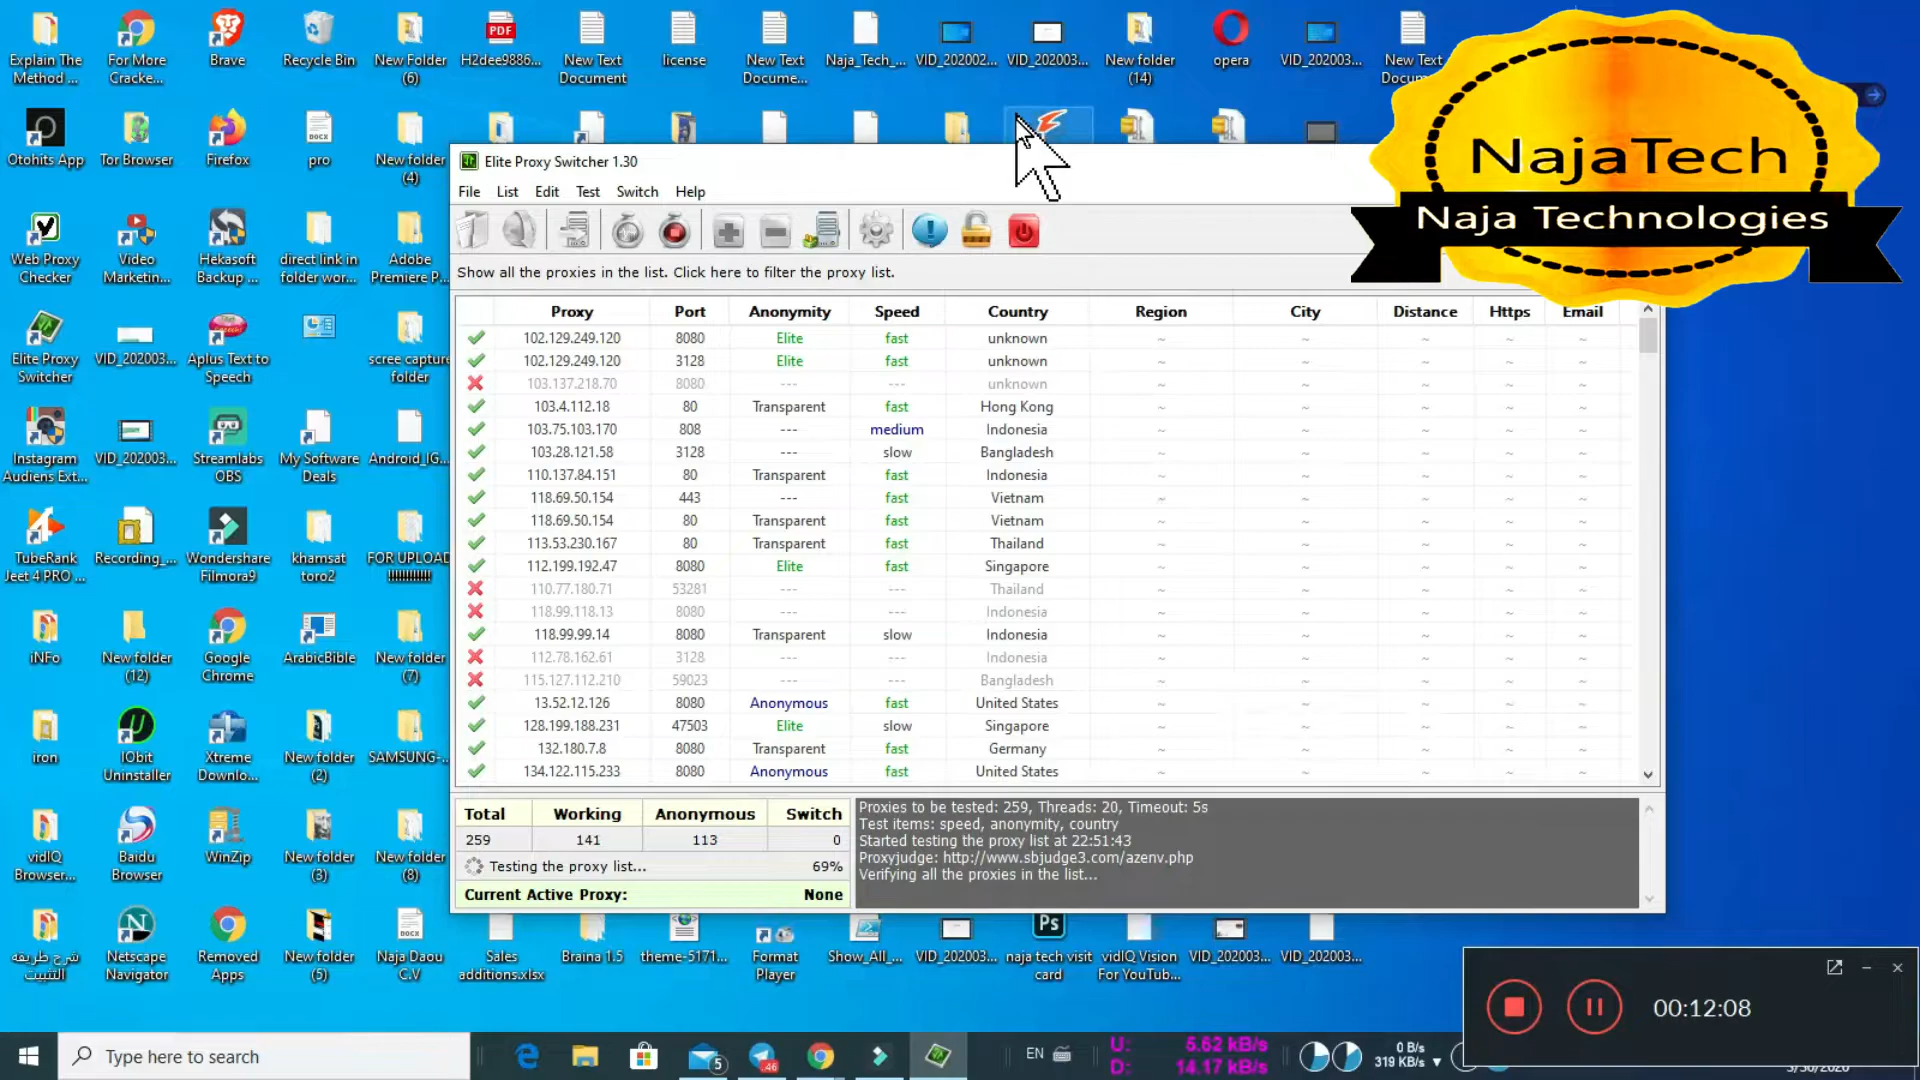 Explain The
Method ...
For More
Cracke...
Brave
Recycle Bin
New Folder
(6)
PDF
H2dee9886...
New Text
Document
license
New Text
Docume...
Naja_Tech_...
VID_202002...
VID_202003...
New folder
(14)
opera
VID_202003...
New Text
Docum
NajaTech
Naja Technologies
Otohits App
Tor Browser
Firefox
DOCX
pro
New folder
(4)
Web Proxy
Checker
Video
Marketin...
Hekasoft
Backup ...
direct link in
folder wor...
Adobe
Premiere P...
Elite Proxy
Switcher
VID_202003...
Aplus Text to
Speech
scree capture
folder
Instagram
Audiens Ext...
VID_202003...
Streamlabs
OBS
My Software
Deals
Android_IG...
TubeRank
Jeet 4 PRO ...
Recording_...
Wondershare
Filmora9
khamsat
toro2
FOR UPLOAD
!!!!!!!!!!!!!
iNFo
New folder
(12)
Google
Chrome
ArabicBible
New folder
(7)
iron
IObit
Uninstaller
Xtreme
Downlo...
New folder
(2)
SAMSUNG-...
vidIQ
Browser...
Baidu
Browser
WinZip
New folder
(3)
New folder
(8)
شرح طريقه
التثبيت
Netscape
Navigator
Removed
Apps
New folder
(5)
DOCX
Naja Daou
C.V
Sales
additions.xlsx
Braina 1.5
theme-5171...
Format
Player
Show_All_...
VID_202003...
Ps
naja tech visit
card
vidIQ Vision
For YouTub...
VID_202003...
VID_202003...
Elite Proxy Switcher 1.30
File List Edit Test Switch Help
Show all the proxies in the list. Click here to filter the proxy list.
Proxy Port Anonymity Speed Country Region City Distance Https Email
102.129.249.120 8080 Elite fast unknown ~ ~ ~ ~ ~
102.129.249.120 3128 Elite fast unknown ~ ~ ~ ~ ~
103.137.218.70 8080 --- --- unknown ~ ~ ~ ~ ~
103.4.112.18 80 Transparent fast Hong Kong ~ ~ ~ ~ ~
103.75.103.170 808 --- medium Indonesia ~ ~ ~ ~ ~
103.28.121.58 3128 --- slow Bangladesh ~ ~ ~ ~ ~
110.137.84.151 80 Transparent fast Indonesia ~ ~ ~ ~ ~
118.69.50.154 443 --- fast Vietnam ~ ~ ~ ~ ~
118.69.50.154 80 Transparent fast Vietnam ~ ~ ~ ~ ~
113.53.230.167 80 Transparent fast Thailand ~ ~ ~ ~ ~
112.199.192.47 8080 Elite fast Singapore ~ ~ ~ ~ ~
110.77.180.71 53281 --- --- Thailand ~ ~ ~ ~ ~
118.99.118.13 8080 --- --- Indonesia ~ ~ ~ ~ ~
118.99.99.14 8080 Transparent slow Indonesia ~ ~ ~ ~ ~
112.78.162.61 3128 --- --- Indonesia ~ ~ ~ ~ ~
115.127.112.210 59023 --- --- Bangladesh ~ ~ ~ ~ ~
13.52.12.126 8080 Anonymous fast United States ~ ~ ~ ~ ~
128.199.188.231 47503 Elite slow Singapore ~ ~ ~ ~ ~
132.180.7.8 8080 Transparent fast Germany ~ ~ ~ ~ ~
134.122.115.233 8080 Anonymous fast United States ~ ~ ~ ~ ~
Total Working Anonymous Switch
259 141 113 0
Testing the proxy list... 69%
Current Active Proxy: None
Proxies to be tested: 259, Threads: 20, Timeout: 5s
Test items: speed, anonymity, country
Started testing the proxy list at 22:51:43
Proxyjudge: http://www.sbjudge3.com/azenv.php
Verifying all the proxies in the list...
00:12:08
Type here to search
5
46
EN
U: 5.62 kB/s
D: 14.17 kB/s
0 B/s
319 KB/s